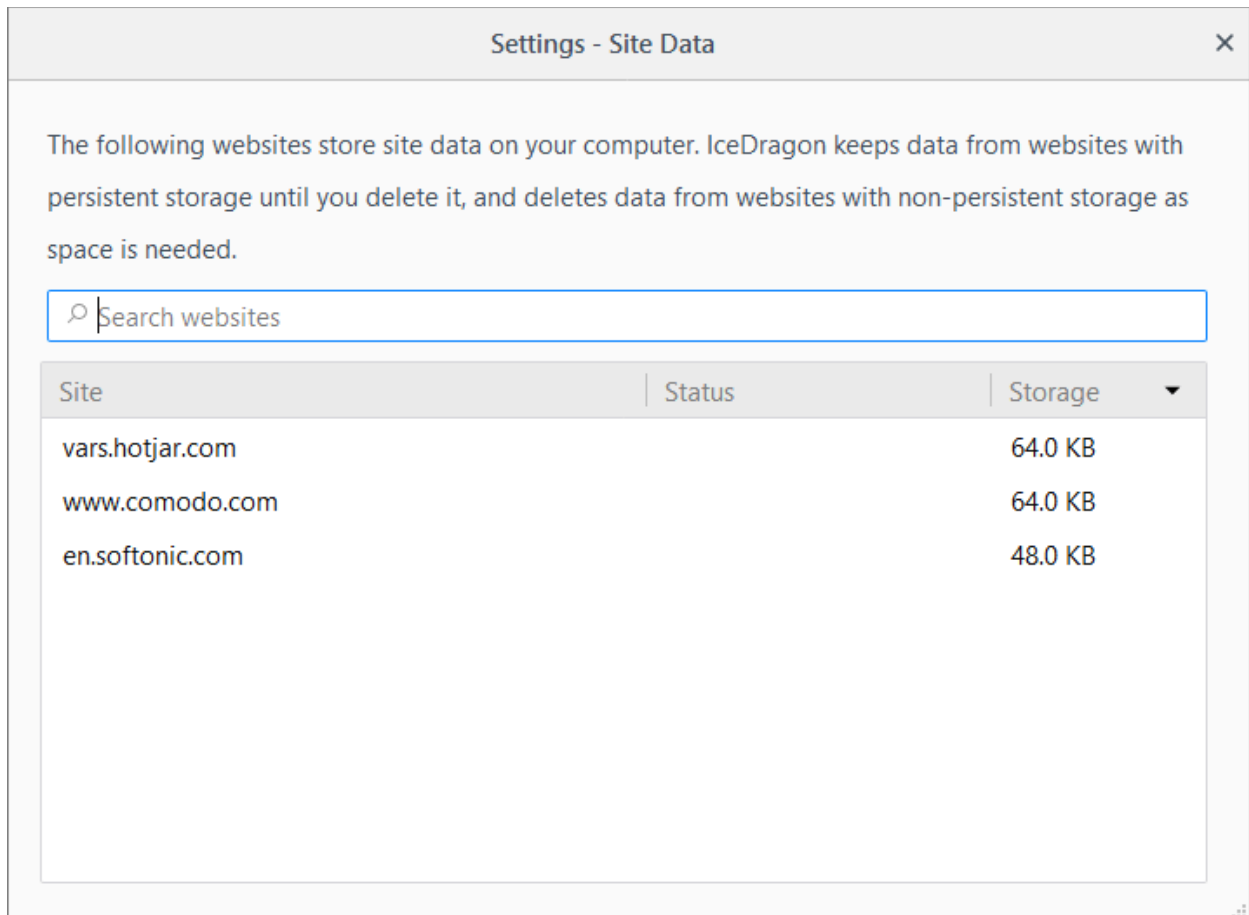 Settings - Site Data
The following websites store site data on your computer. IceDragon keeps data from websites with
persistent storage until you delete it, and deletes data from websites with non-persistent storage as
space is needed.
Search websites
Site Status Storage
vars.hotjar.com 64.0 KB
www.comodo.com 64.0 KB
en.softonic.com 48.0 KB